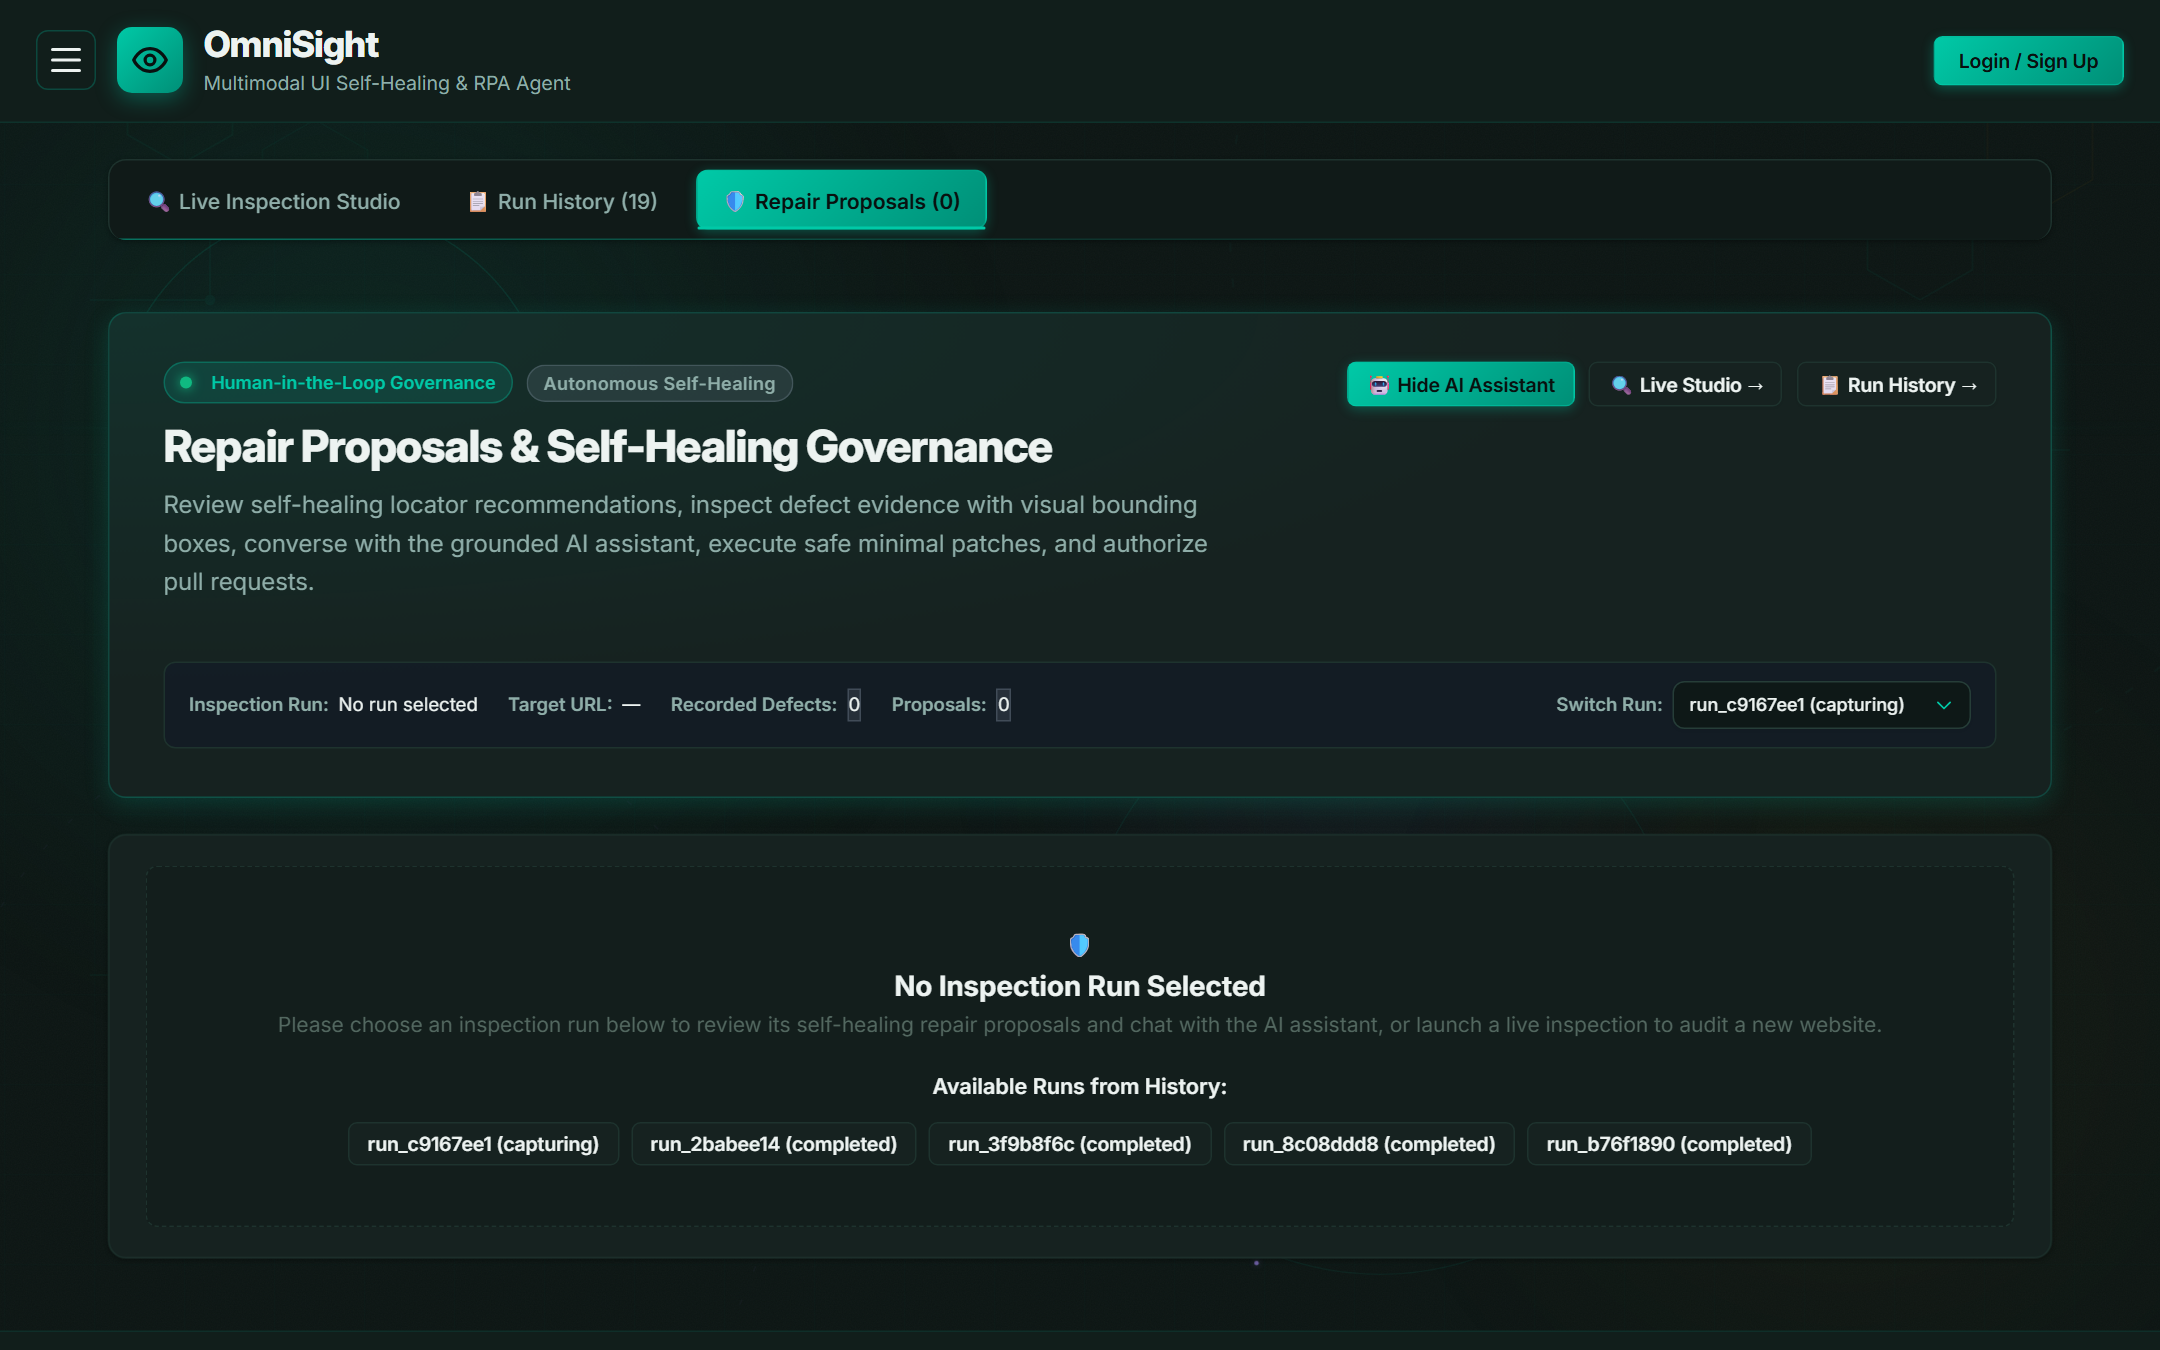 OmniSight
Multimodal UI Self-Healing & RPA Agent
Login / Sign Up
Live Inspection Studio
Run History (19)
Repair Proposals (0)
Human-in-the-Loop Governance
Autonomous Self-Healing
Hide AI Assistant
Live Studio →
Run History →
Repair Proposals & Self-Healing Governance
Review self-healing locator recommendations, inspect defect evidence with visual bounding
boxes, converse with the grounded AI assistant, execute safe minimal patches, and authorize
pull requests.
Inspection Run: No run selected
Target URL: —
Recorded Defects: 0
Proposals: 0
Switch Run: run_c9167ee1 (capturing)
No Inspection Run Selected
Please choose an inspection run below to review its self-healing repair proposals and chat with the AI assistant, or launch a live inspection to audit a new website.
Available Runs from History:
run_c9167ee1 (capturing)
run_2babee14 (completed)
run_3f9b8f6c (completed)
run_8c08ddd8 (completed)
run_b76f1890 (completed)